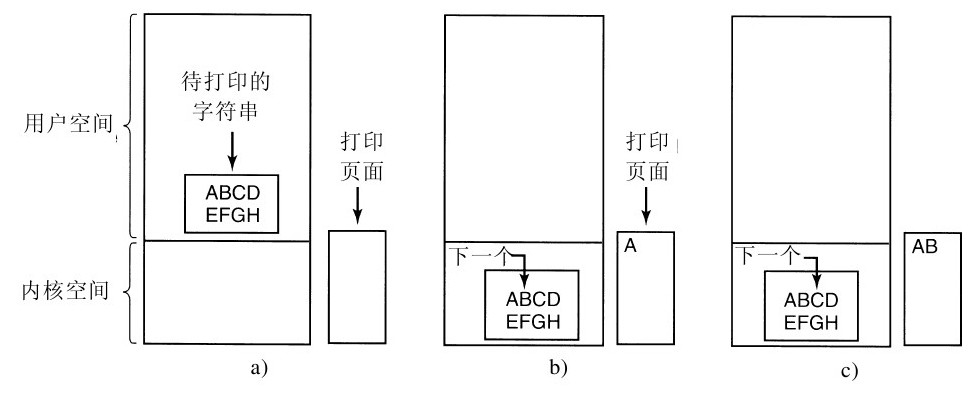 用户空间
内核空间
待打印的
字符串
ABCD
EFGH
打印
页面
a)
下一个
ABCD
EFGH
打印
页面
A
b)
下一个
ABCD
EFGH
AB
c)